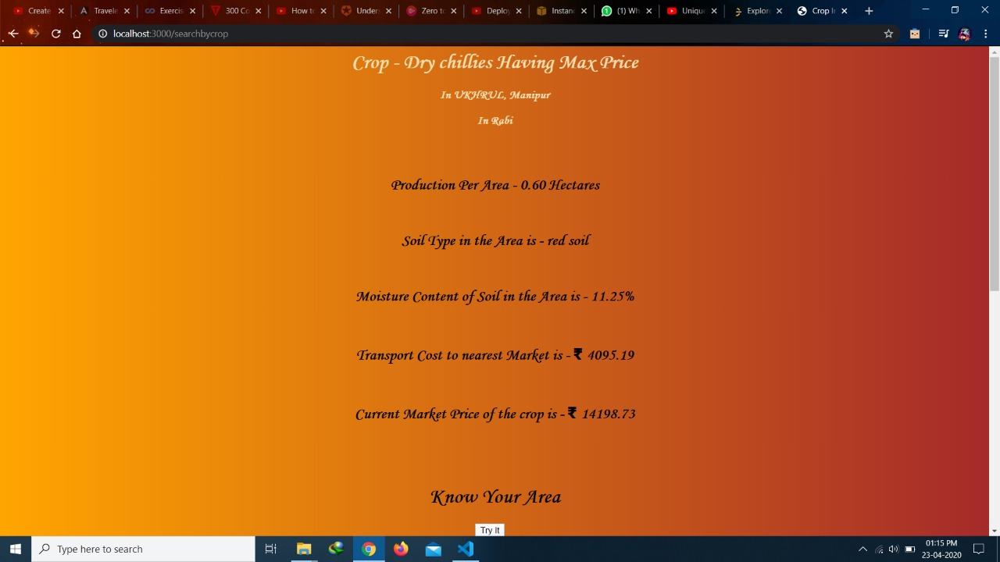 Create
Travele
Exercis
300 Co
How to
Unders
Zero to
Deploy
Instanc
(1) Wh
Unique
Explore
Crop In
localhost:3000/searchbycrop
Crop - Dry chillies Having Max Price
In UKHRUL, Manipur
In Rabi
Production Per Area - 0.60 Hectares
Soil Type in the Area is - red soil
Moisture Content of Soil in the Area is - 11.25%
Transport Cost to nearest Market is - ₹ 4095.19
Current Market Price of the crop is - ₹ 14198.73
Know Your Area
Try It
Type here to search
01:15 PM
23-04-2020